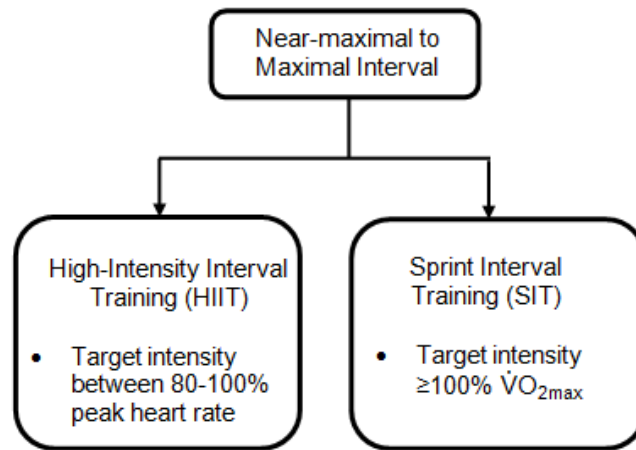 Near-maximal to
Maximal Interval
High-Intensity Interval
Training (HIIT)
• Target intensity
between 80-100%
peak heart rate
Sprint Interval
Training (SIT)
• Target intensity
≥100% V̇O₂max